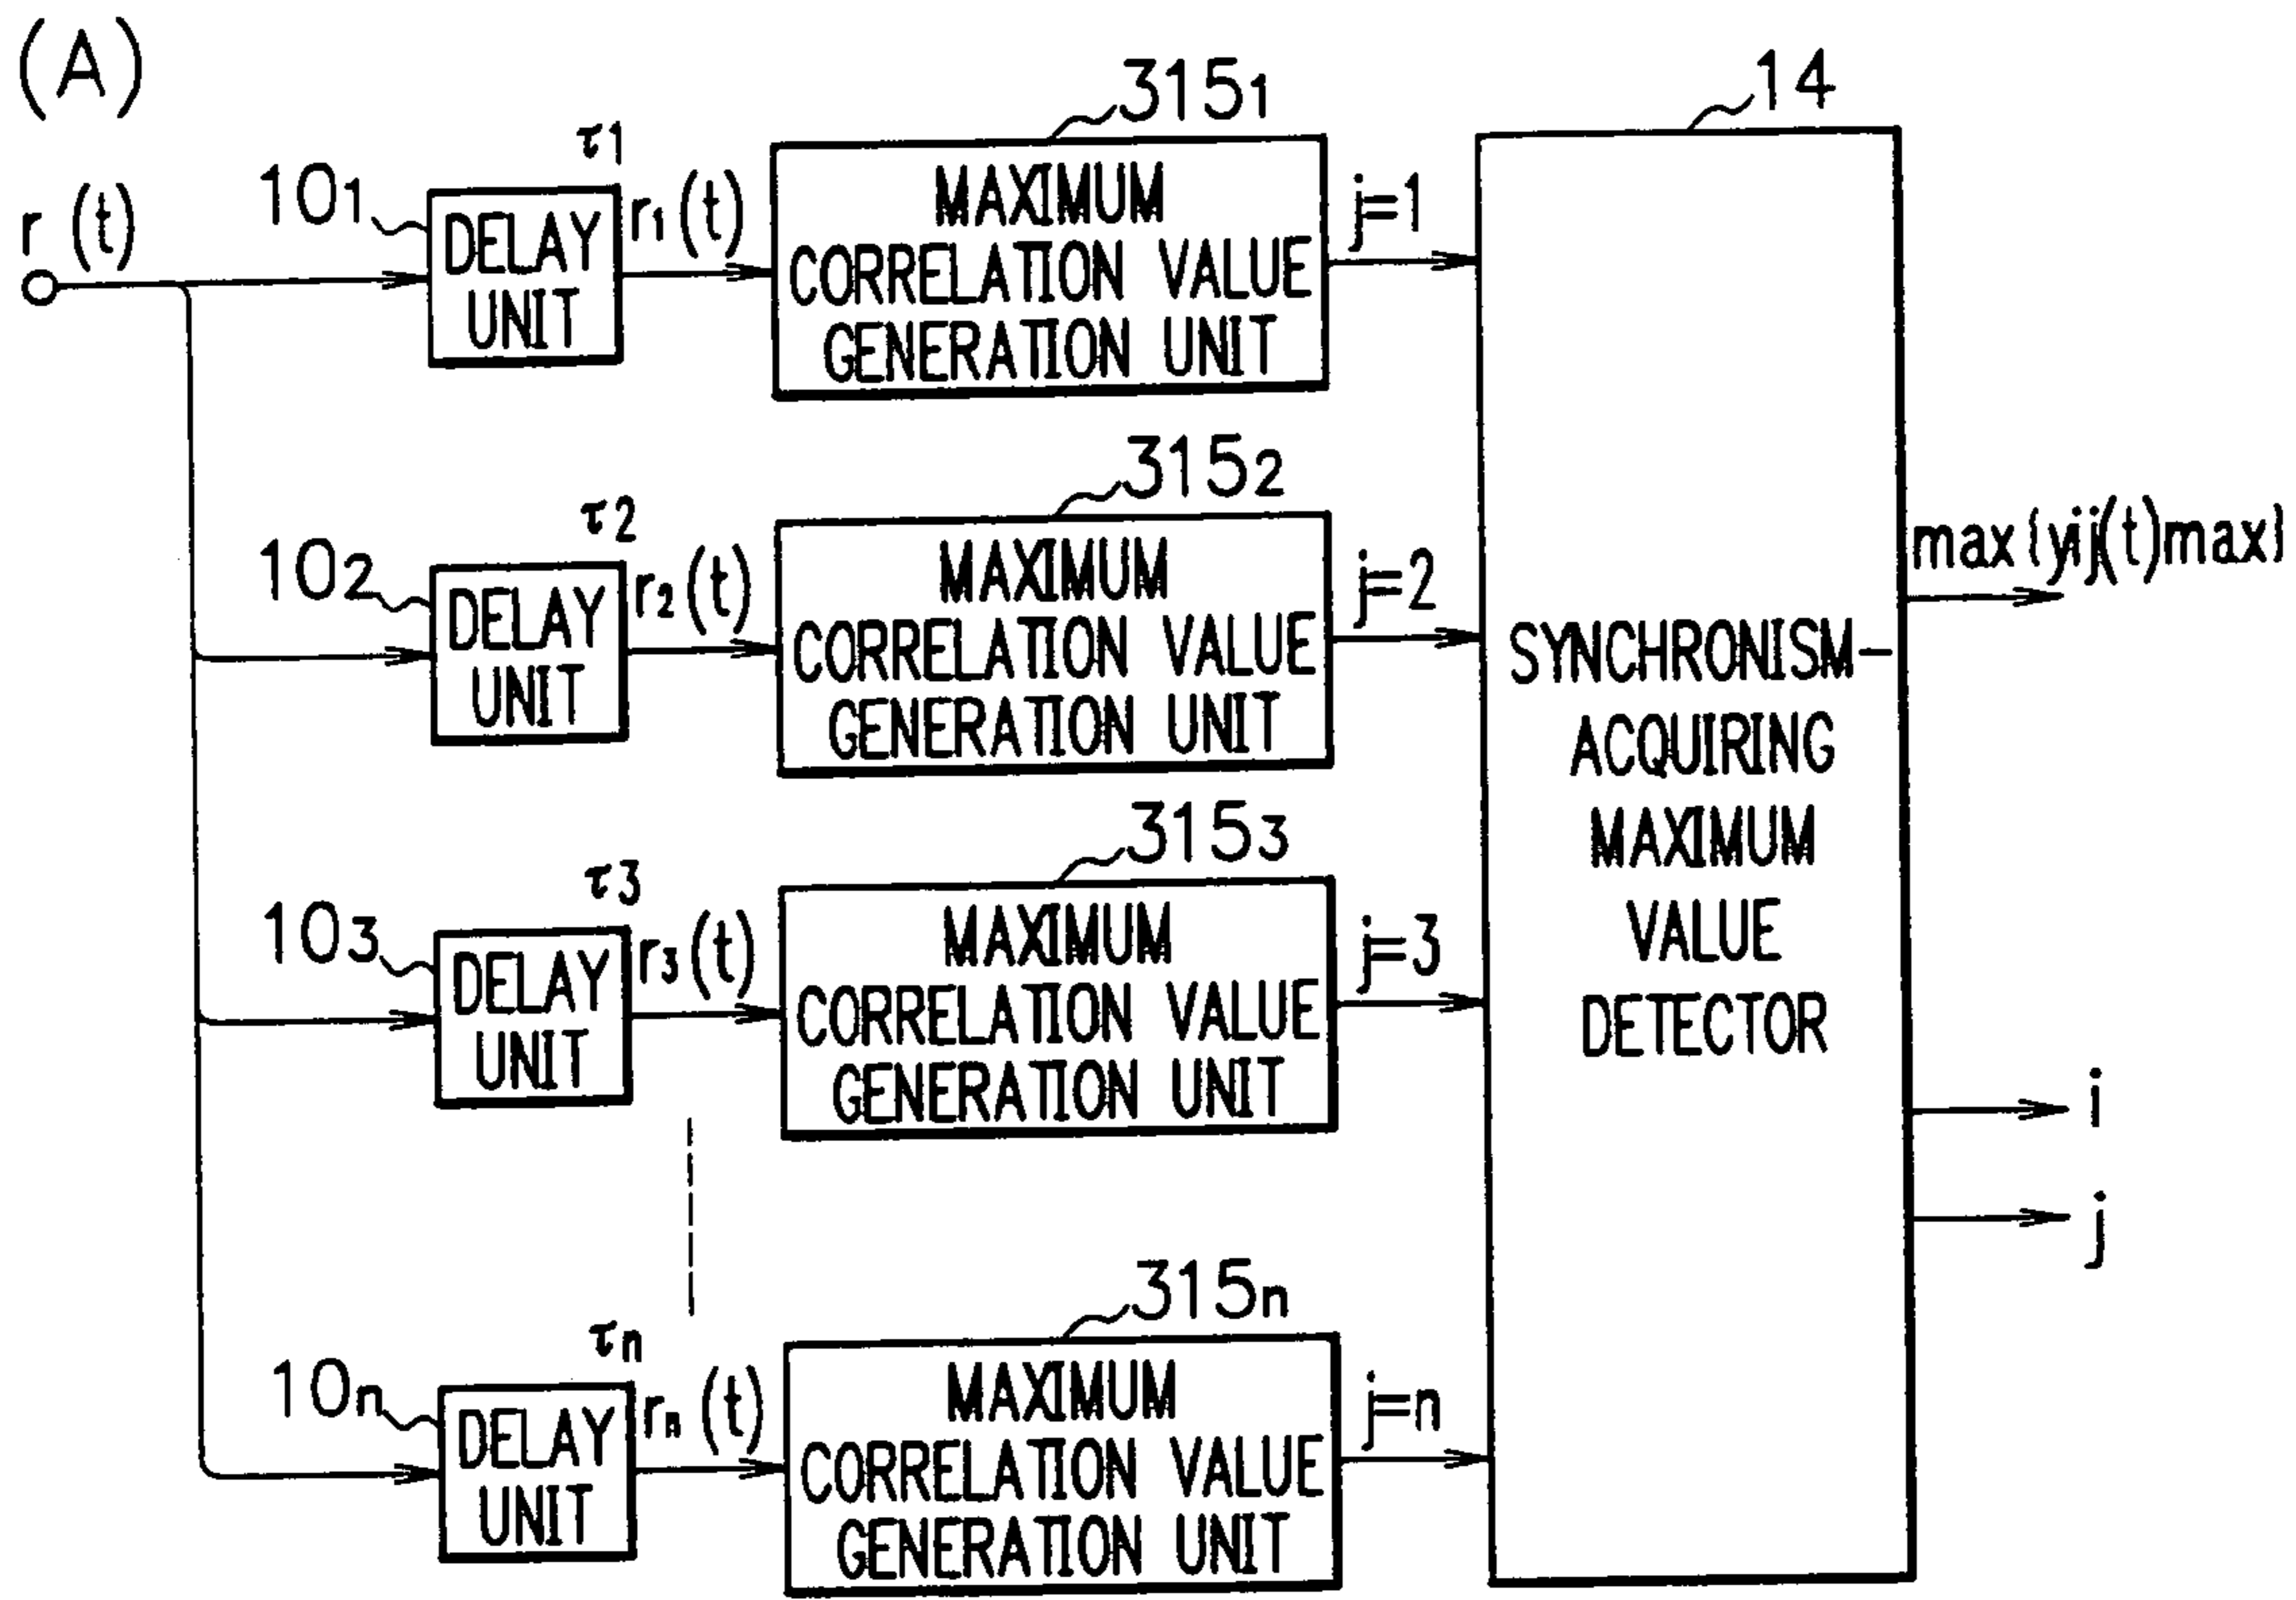 (A)
r (t)
10₁
τ1
DELAY
UNIT
r₁ (t)
315₁
MAXIMUM
CORRELATION VALUE
GENERATION UNIT
j=1
10₂
τ2
DELAY
UNIT
r₂ (t)
315₂
MAXIMUM
CORRELATION VALUE
GENERATION UNIT
j=2
10₃
τ3
DELAY
UNIT
r₃ (t)
315₃
MAXIMUM
CORRELATION VALUE
GENERATION UNIT
j=3
10ₙ
τn
DELAY
UNIT
rₙ (t)
315ₙ
MAXIMUM
CORRELATION VALUE
GENERATION UNIT
j=n
14
SYNCHRONISM-
ACQUIRING
MAXIMUM
VALUE
DETECTOR
max{yij(t)max}
i
j